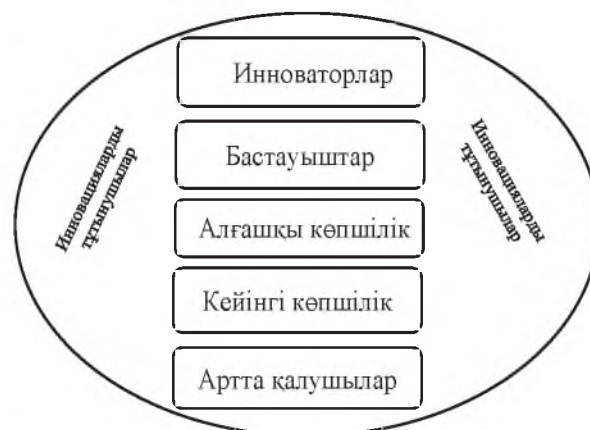 Инноваторлар
Инновацияларды
тұтынушылар
Бастауыштар
Инновацияларды
тұтынушылар
Алғашқы көпшілік
Кейінгі көпшілік
Артта қалушылар